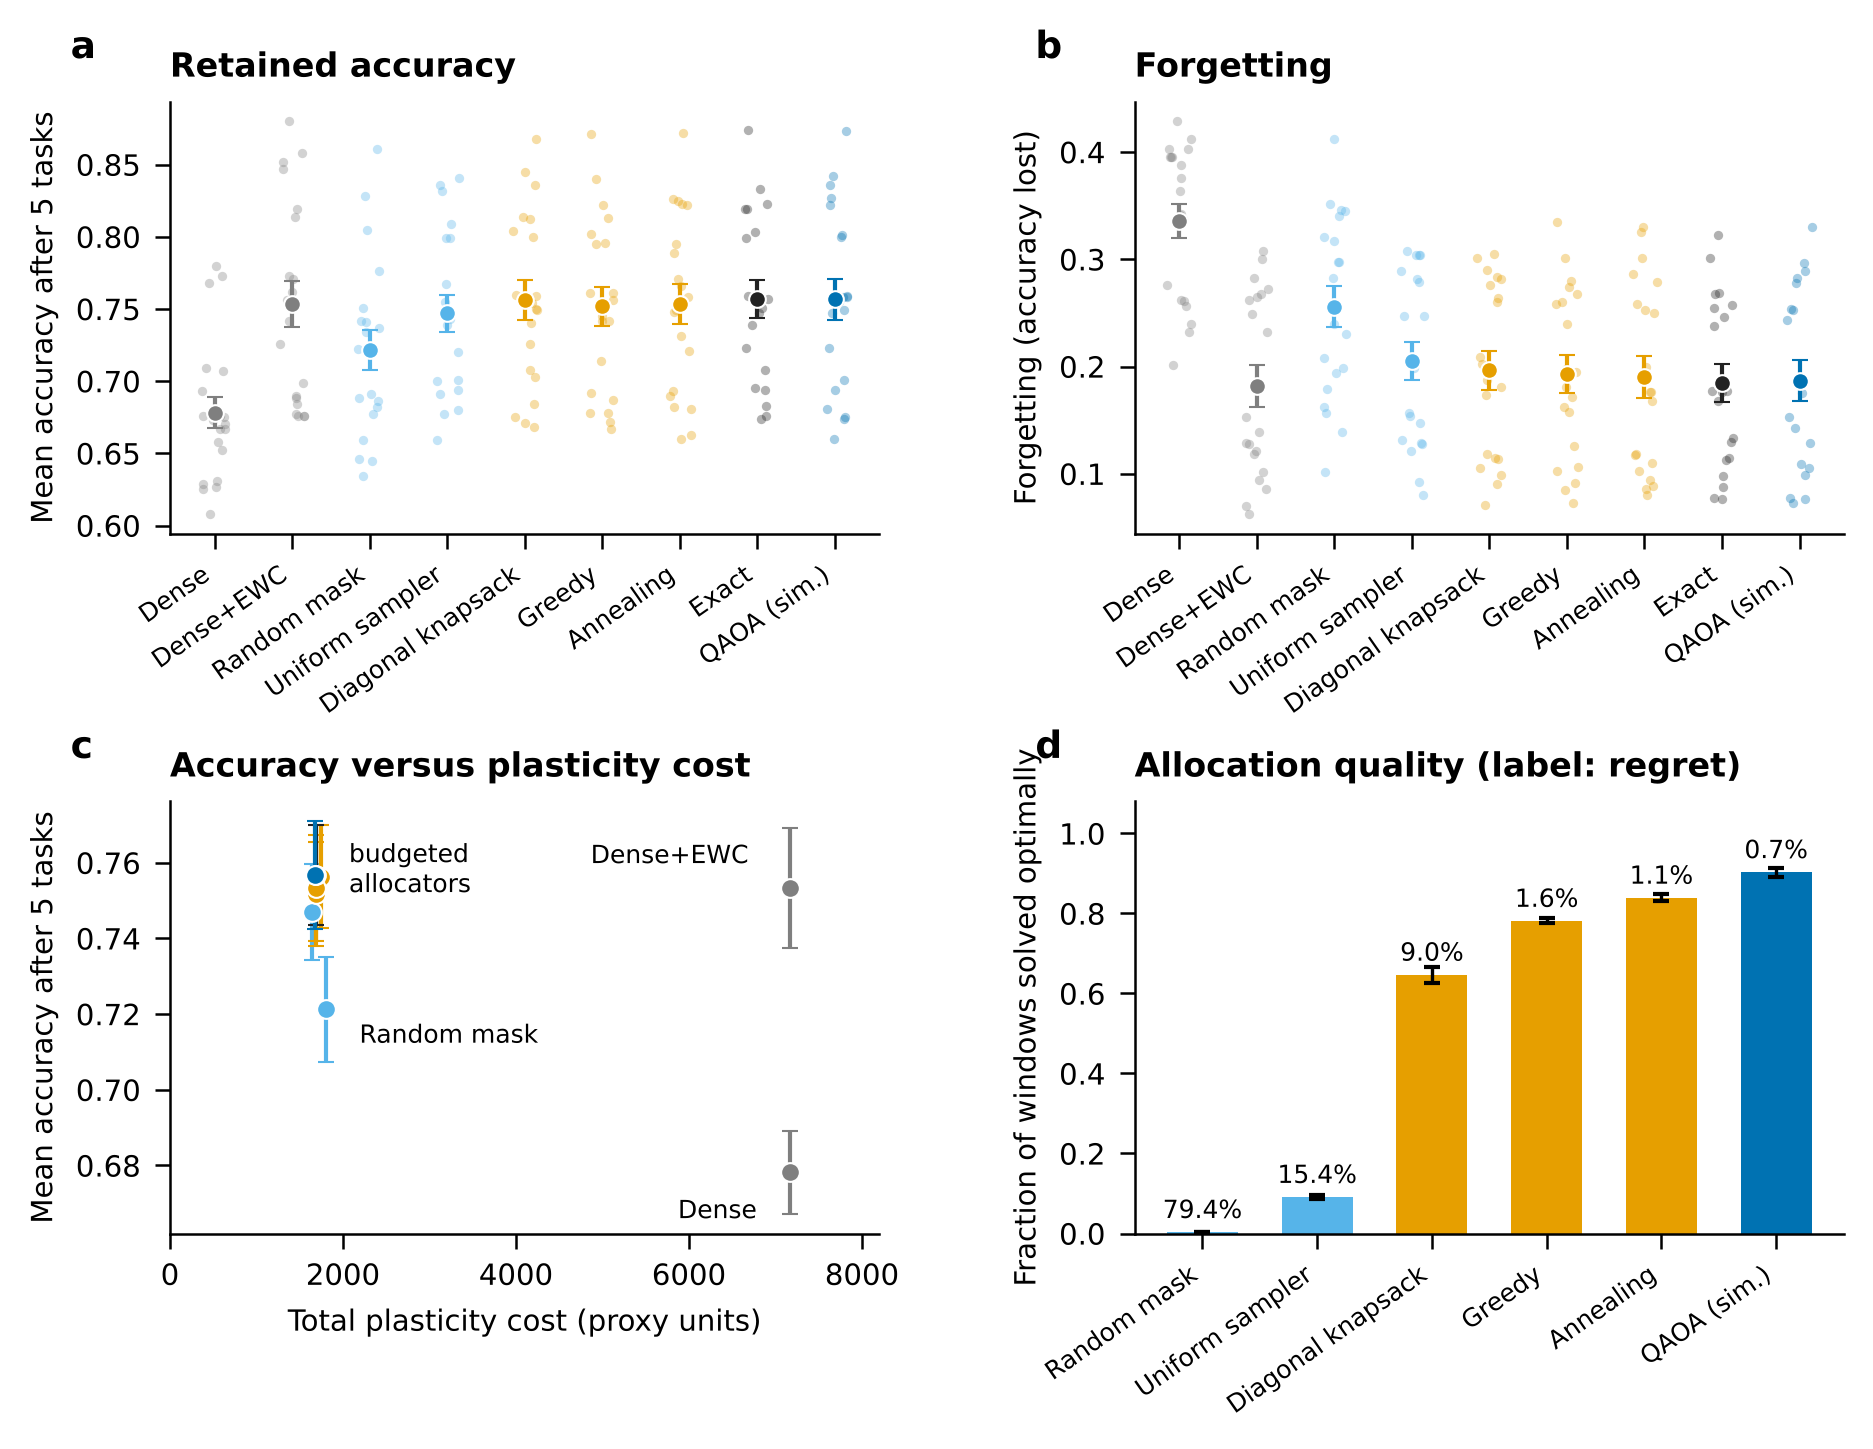 a
Retained accuracy
Mean accuracy after 5 tasks
0.85
0.80
0.75
0.70
0.65
0.60
Dense
Dense+EWC
Random mask
Uniform sampler
Diagonal knapsack
Greedy
Annealing
Exact
QAOA (sim.)
b
Forgetting
Forgetting (accuracy lost)
0.4
0.3
0.2
0.1
Dense
Dense+EWC
Random mask
Uniform sampler
Diagonal knapsack
Greedy
Annealing
Exact
QAOA (sim.)
c
Accuracy versus plasticity cost
Mean accuracy after 5 tasks
0.76
0.74
0.72
0.70
0.68
budgeted
allocators
Dense+EWC
Random mask
Dense
0
2000
4000
6000
8000
Total plasticity cost (proxy units)
d
Allocation quality (label: regret)
Fraction of windows solved optimally
1.0
0.8
0.6
0.4
0.2
0.0
79.4%
15.4%
9.0%
1.6%
1.1%
0.7%
Random mask
Uniform sampler
Diagonal knapsack
Greedy
Annealing
QAOA (sim.)